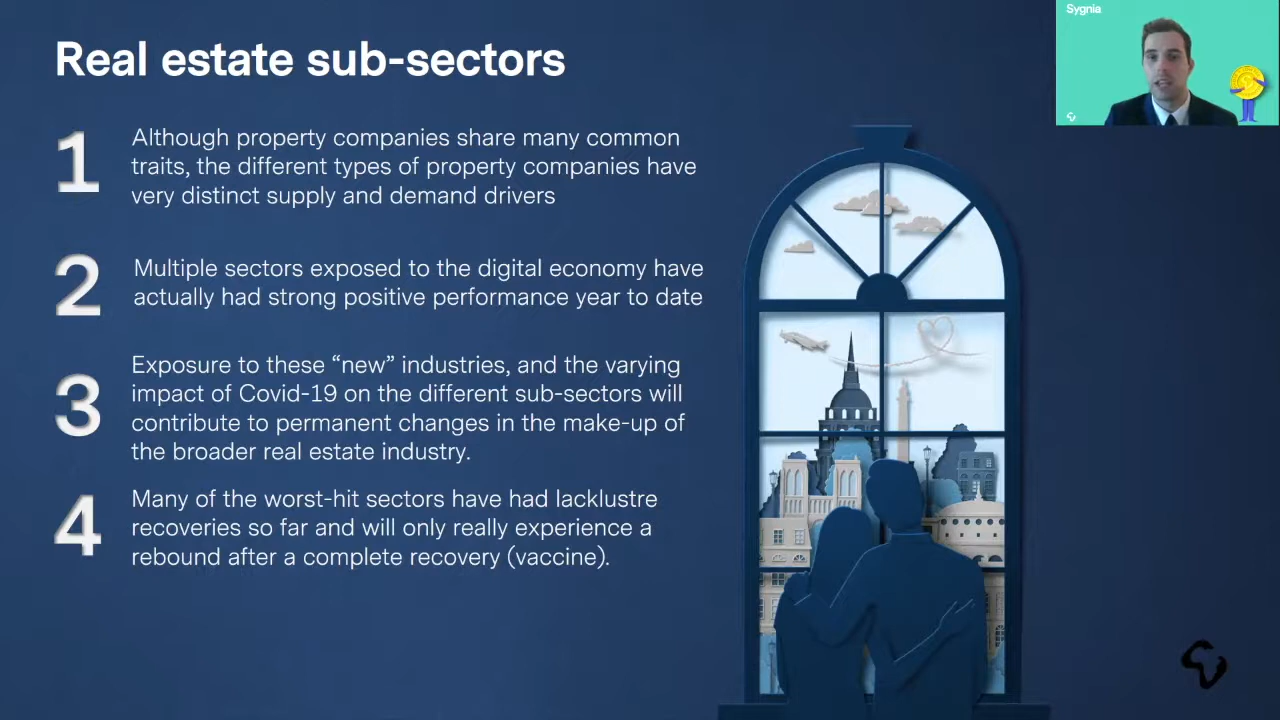 Sygnia
Real estate sub-sectors
1
Although property companies share many common
traits, the different types of property companies have
very distinct supply and demand drivers
2
Multiple sectors exposed to the digital economy have
actually had strong positive performance year to date
3
Exposure to these “new” industries, and the varying
impact of Covid-19 on the different sub-sectors will
contribute to permanent changes in the make-up of
the broader real estate industry.
4
Many of the worst-hit sectors have had lacklustre
recoveries so far and will only really experience a
rebound after a complete recovery (vaccine).